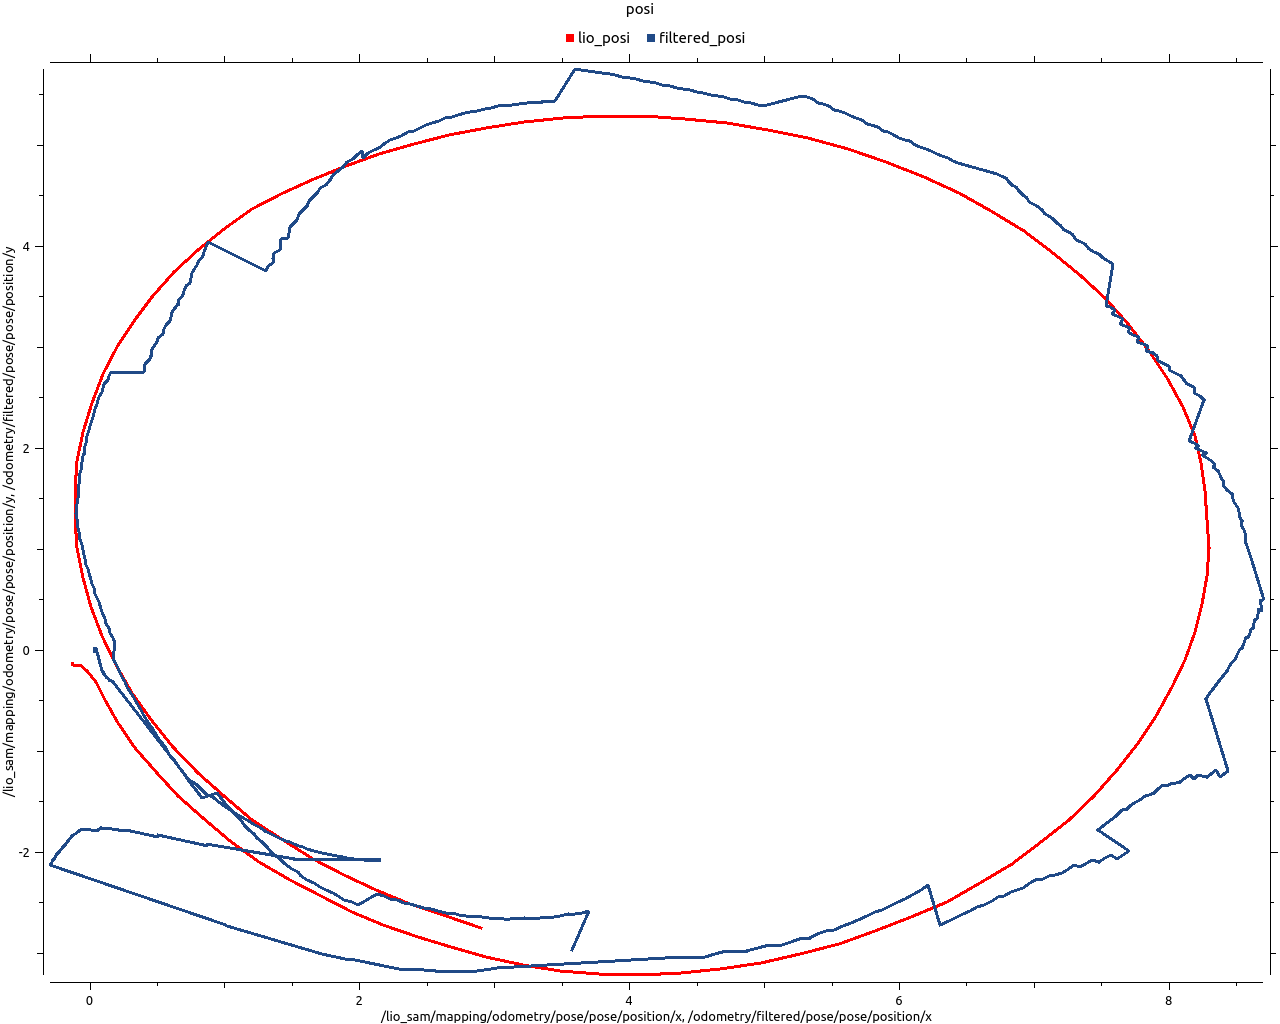 posi
lio_posi filtered_posi
4
2
0
-2
/lio_sam/mapping/odometry/pose/pose/position/y, /odometry/filtered/pose/pose/position/y
0 2 4 6 8
/lio_sam/mapping/odometry/pose/pose/position/x, /odometry/filtered/pose/pose/position/x